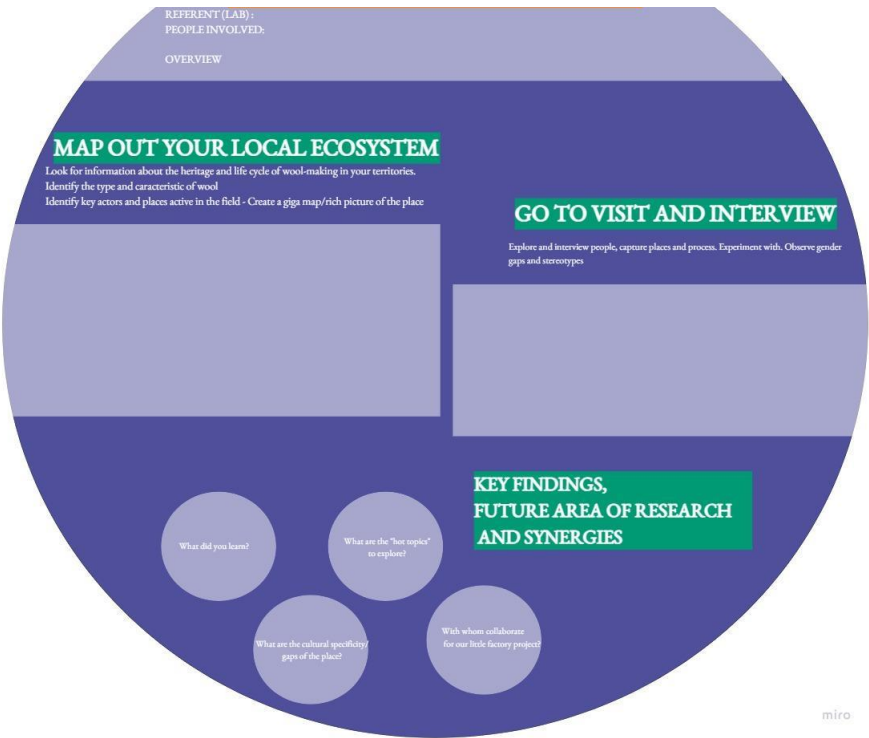 REFERENT (LAB) :
PEOPLE INVOLVED:
OVERVIEW
MAP OUT YOUR LOCAL ECOSYSTEM
Look for information about the heritage and life cycle of wool-making in your territories.
Identify the type and caracteristic of wool
Identify key actors and places active in the field - Create a giga map/rich picture of the place
GO TO VISIT AND INTERVIEW
Explore and interview people, capture places and process. Experiment with. Observe gender
gaps and stereotypes
KEY FINDINGS,
FUTURE AREA OF RESEARCH
AND SYNERGIES
What did you learn?
What are the "hot topics"
to explore?
What are the cultural specificity/
gaps of the place?
With whom collaborate
for our little factory project?
miro